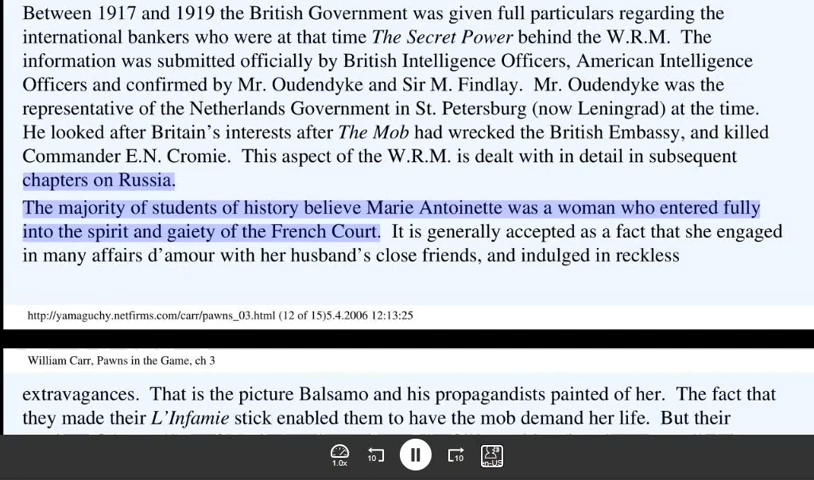 Between 1917 and 1919 the British Government was given full particulars regarding the
international bankers who were at that time The Secret Power behind the W.R.M. The
information was submitted officially by British Intelligence Officers, American Intelligence
Officers and confirmed by Mr. Oudendyke and Sir M. Findlay. Mr. Oudendyke was the
representative of the Netherlands Government in St. Petersburg (now Leningrad) at the time.
He looked after Britain's interests after The Mob had wrecked the British Embassy, and killed
Commander E.N. Cromie. This aspect of the W.R.M. is dealt with in detail in subsequent
chapters on Russia.
The majority of students of history believe Marie Antoinette was a woman who entered fully
into the spirit and gaiety of the French Court. It is generally accepted as a fact that she engaged
in many affairs d'amour with her husband's close friends, and indulged in reckless
http://yamaguchy.netfirms.com/carr/pawns_03.html (12 of 15)5.4.2006 12:13:25
William Carr, Pawns in the Game, ch 3
extravagances. That is the picture Balsamo and his propagandists painted of her. The fact that
they made their L'Infamie stick enabled them to have the mob demand her life. But their
1.0x 10 10 en-US